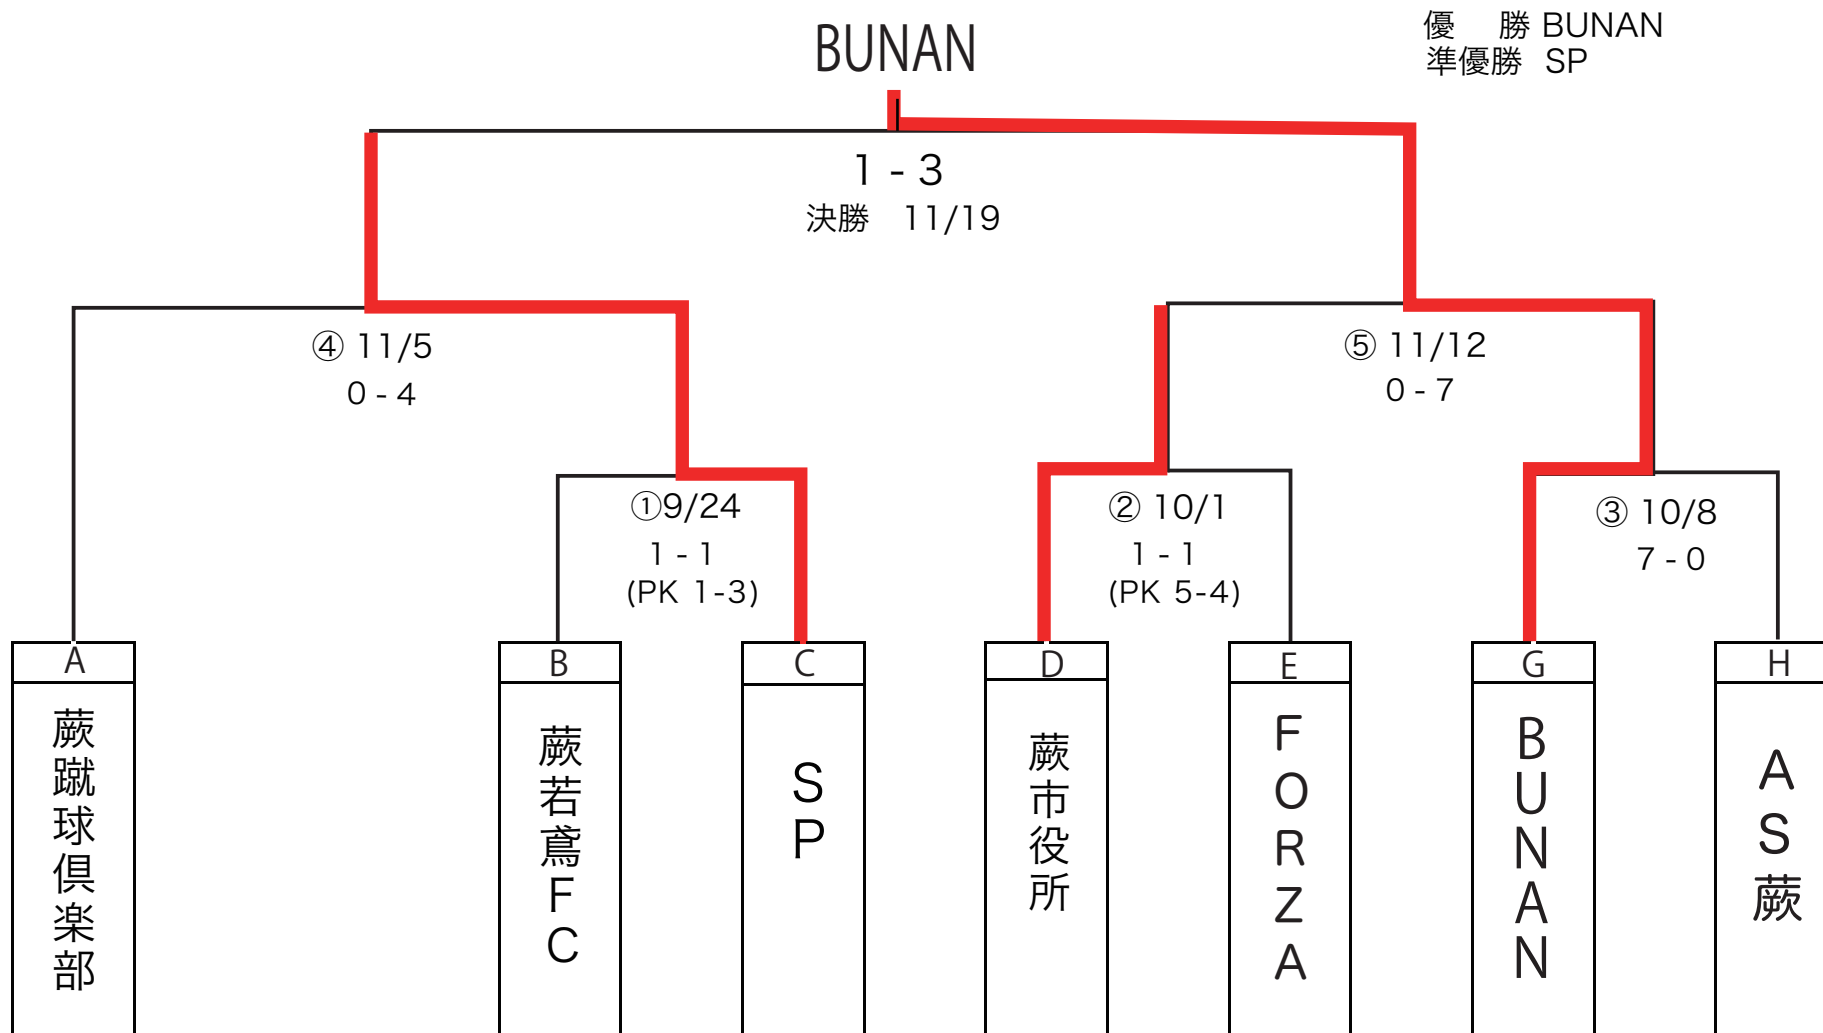 BUNAN
優　勝 BUNAN
準優勝 SP
1 - 3
決勝　11/19
④ 11/5
0 - 4
⑤ 11/12
0 - 7
①9/24
1 - 1
(PK 1-3)
② 10/1
1 - 1
(PK 5-4)
③ 10/8
7 - 0
A
B
C
D
E
G
H
蕨蹴球倶楽部
蕨若鳶FC
SP
蕨市役所
FORZA
BUNAN
AS蕨